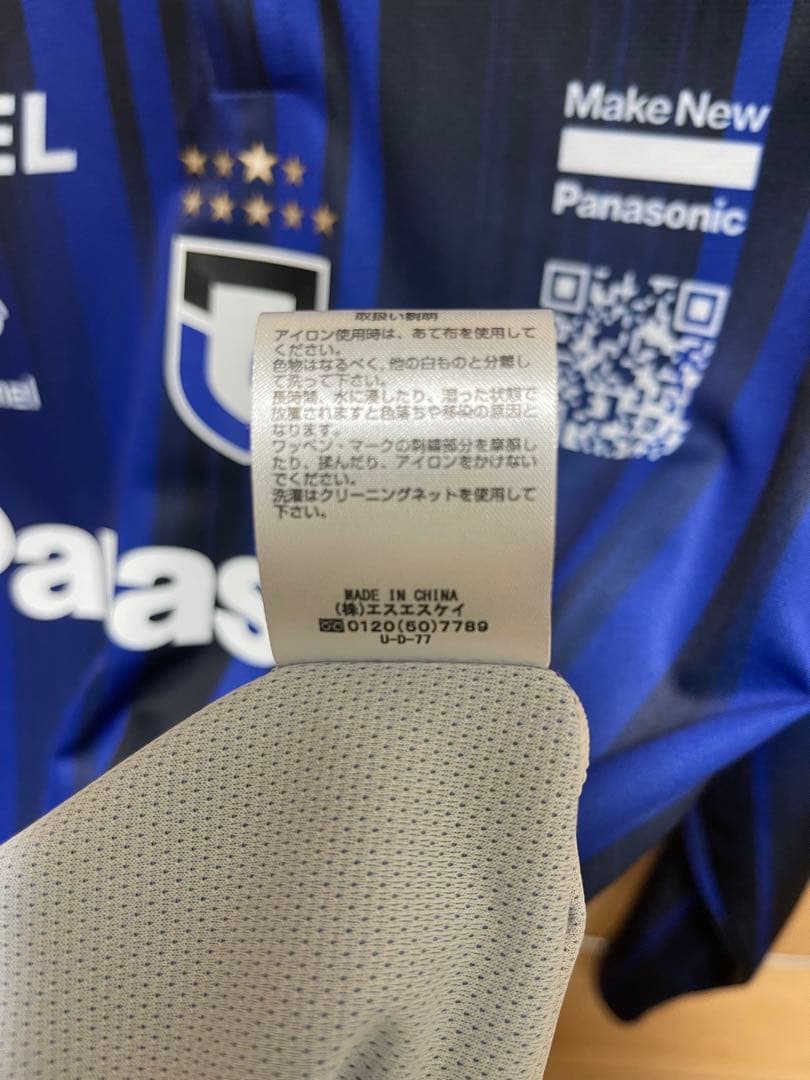 EL
Make New
Panasonic
nel
Pa
as
取扱い説明
アイロン使用時は、あて布を使用して
ください。
色物はなるべく、他の白ものと分離し
て洗って下さい。
長時間、水に浸したり、湿った状態で
放置されますと色落ちや移染の原因と
なります。
ワッペン・マークの刺繍部分を摩擦し
たり、揉んだり、アイロンをかけない
でください。
洗濯はクリーニングネットを使用して
下さい。
MADE IN CHINA
(株)エスエスケイ
0120(50)7789
U-D-77